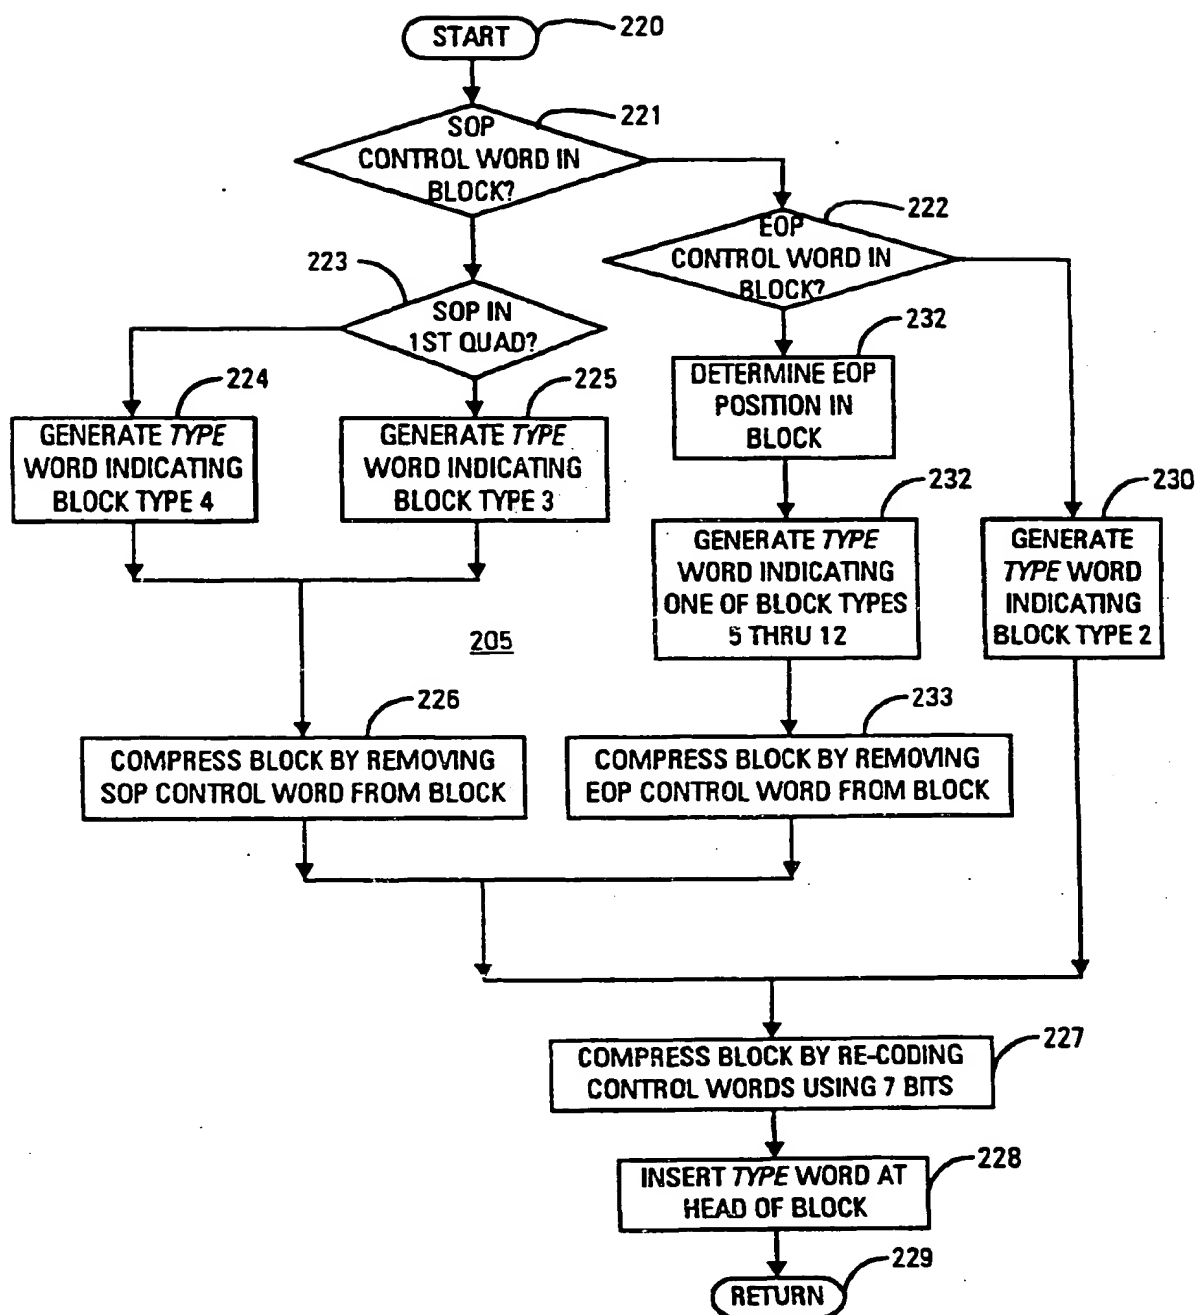 START
220
SOP
CONTROL WORD IN
BLOCK?
221
EOP
CONTROL WORD IN
BLOCK?
222
223
SOP IN
1ST QUAD?
232
DETERMINE EOP
POSITION IN
BLOCK
224
GENERATE TYPE
WORD INDICATING
BLOCK TYPE 4
225
GENERATE TYPE
WORD INDICATING
BLOCK TYPE 3
232
GENERATE TYPE
WORD INDICATING
ONE OF BLOCK TYPES
5 THRU 12
230
GENERATE
TYPE WORD
INDICATING
BLOCK TYPE 2
205
226
COMPRESS BLOCK BY REMOVING
SOP CONTROL WORD FROM BLOCK
233
COMPRESS BLOCK BY REMOVING
EOP CONTROL WORD FROM BLOCK
227
COMPRESS BLOCK BY RE-CODING
CONTROL WORDS USING 7 BITS
228
INSERT TYPE WORD AT
HEAD OF BLOCK
229
RETURN